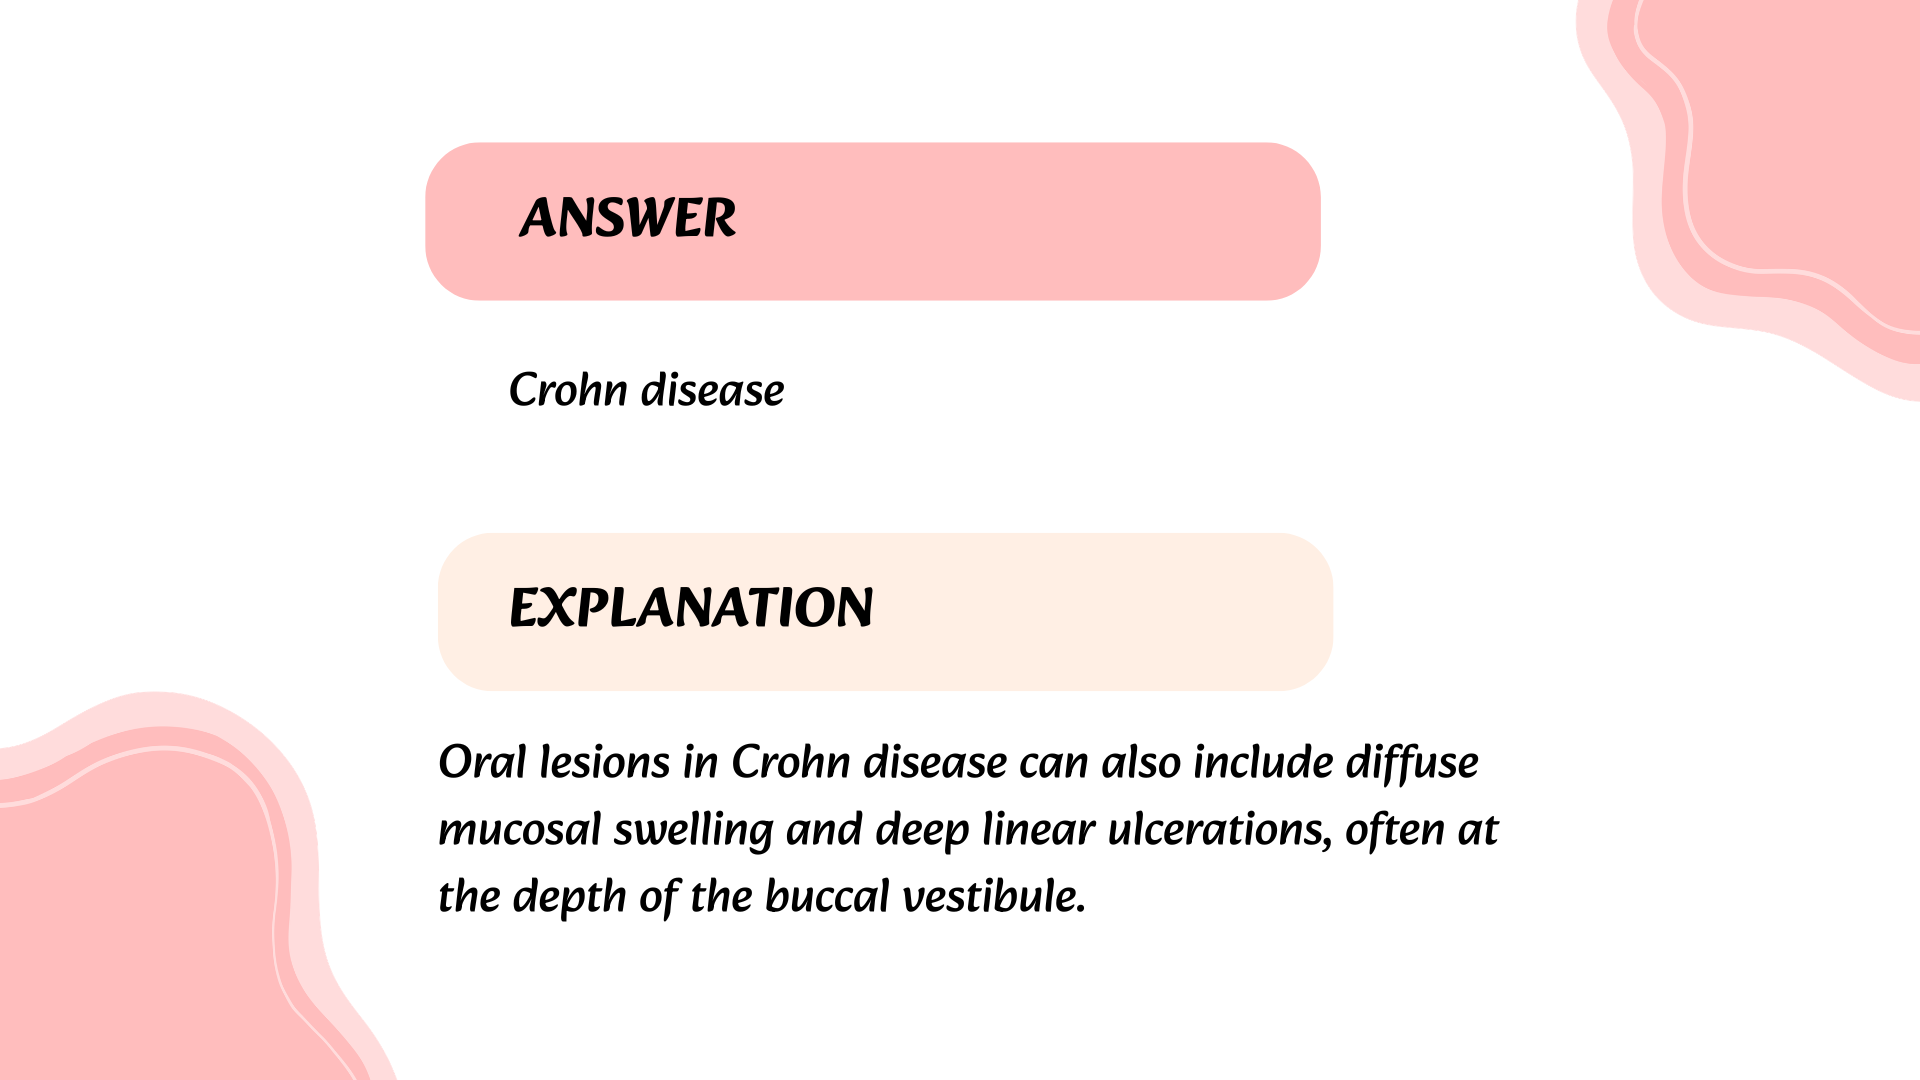 ANSWER
Crohn disease
EXPLANATION
Oral lesions in Crohn disease can also include diffuse
mucosal swelling and deep linear ulcerations, often at
the depth of the buccal vestibule.